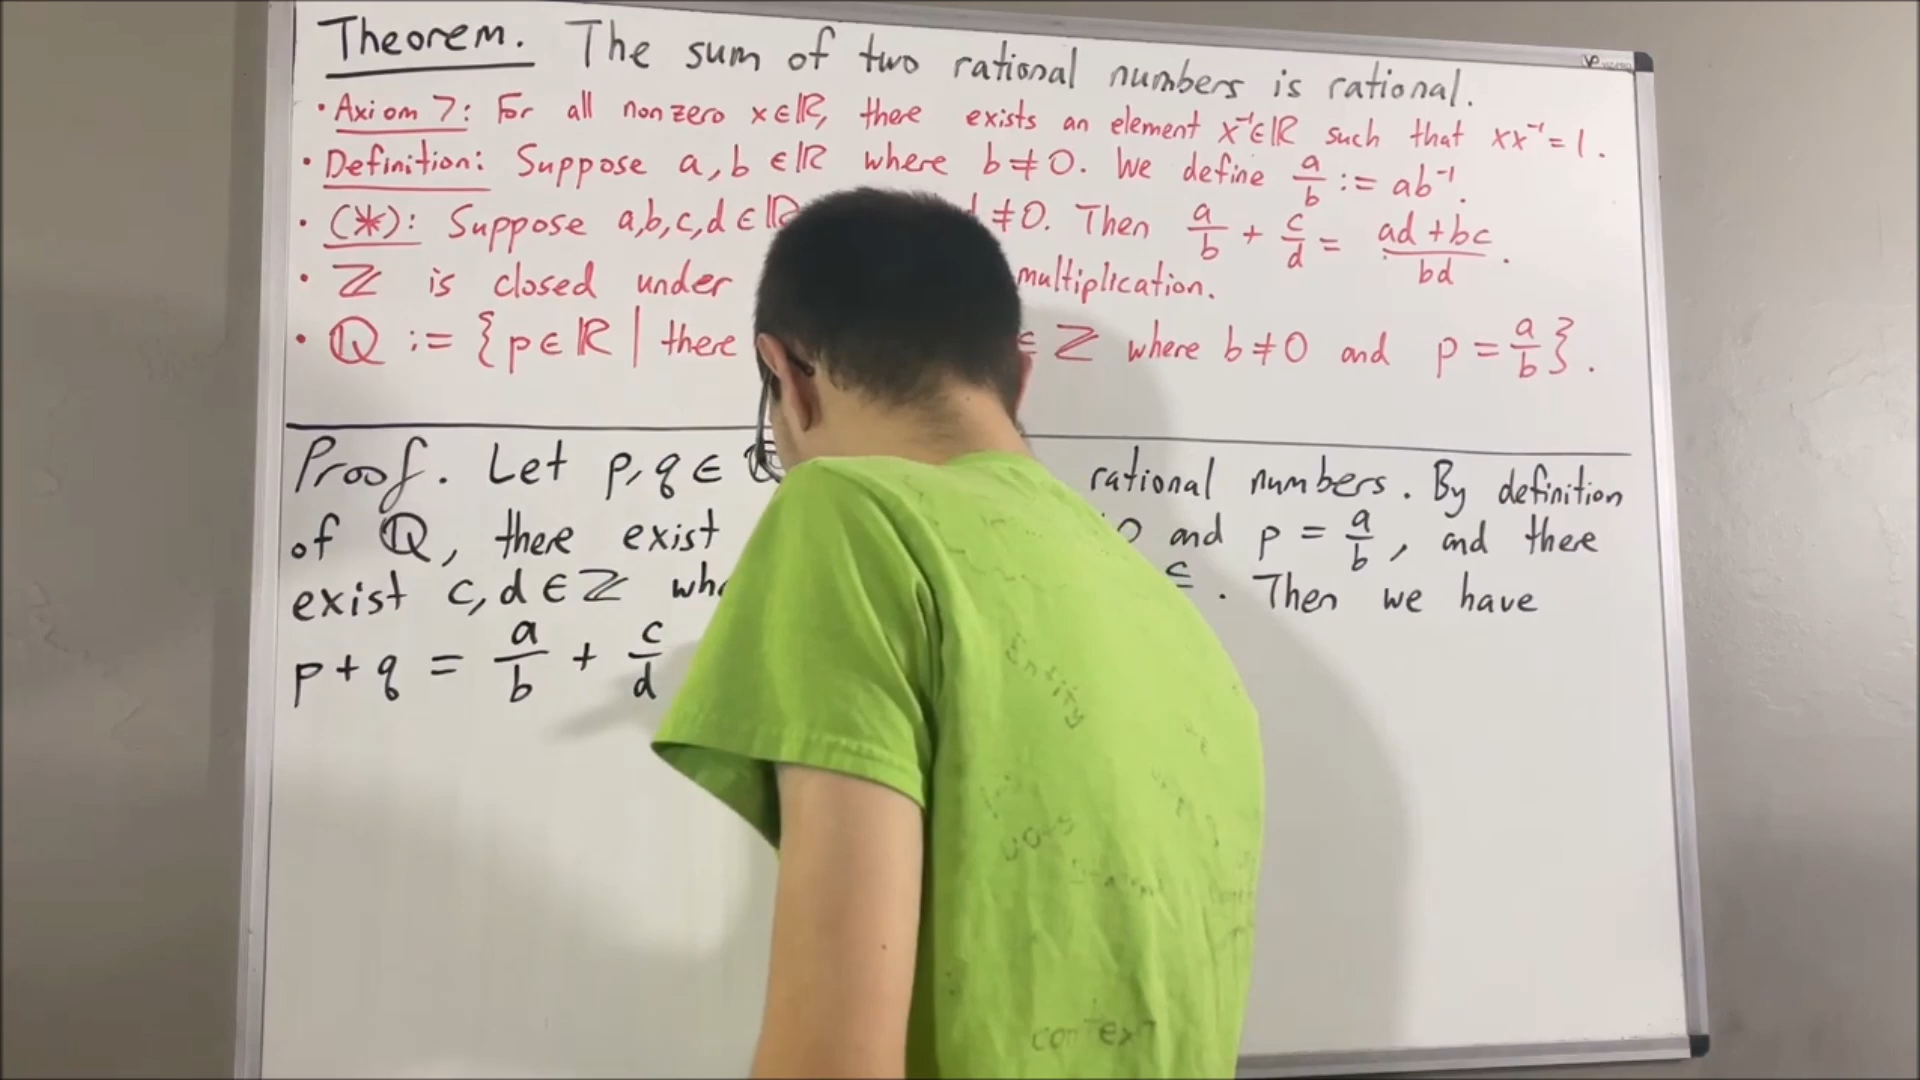 Theorem. The sum of two rational numbers is rational.
• Axiom 7: For all nonzero x∈ℝ, there exists an element x⁻¹∈ℝ such that xx⁻¹=1.
• Definition: Suppose a,b∈ℝ where b≠0. We define a/b := ab⁻¹.
• (*): Suppose a,b,c,d∈ℝ ≠0. Then a/b + c/d = ad+bc/bd.
• ℤ is closed under multiplication.
• ℚ := {p∈ℝ | there ∈ ℤ where b≠0 and p = a/b}.
Proof. Let p,q∈ℚ rational numbers. By definition
of ℚ, there exist 0 and p = a/b, and there
exist c,d∈ℤ c . Then we have
p+q = a/b + c/d
Entity
context